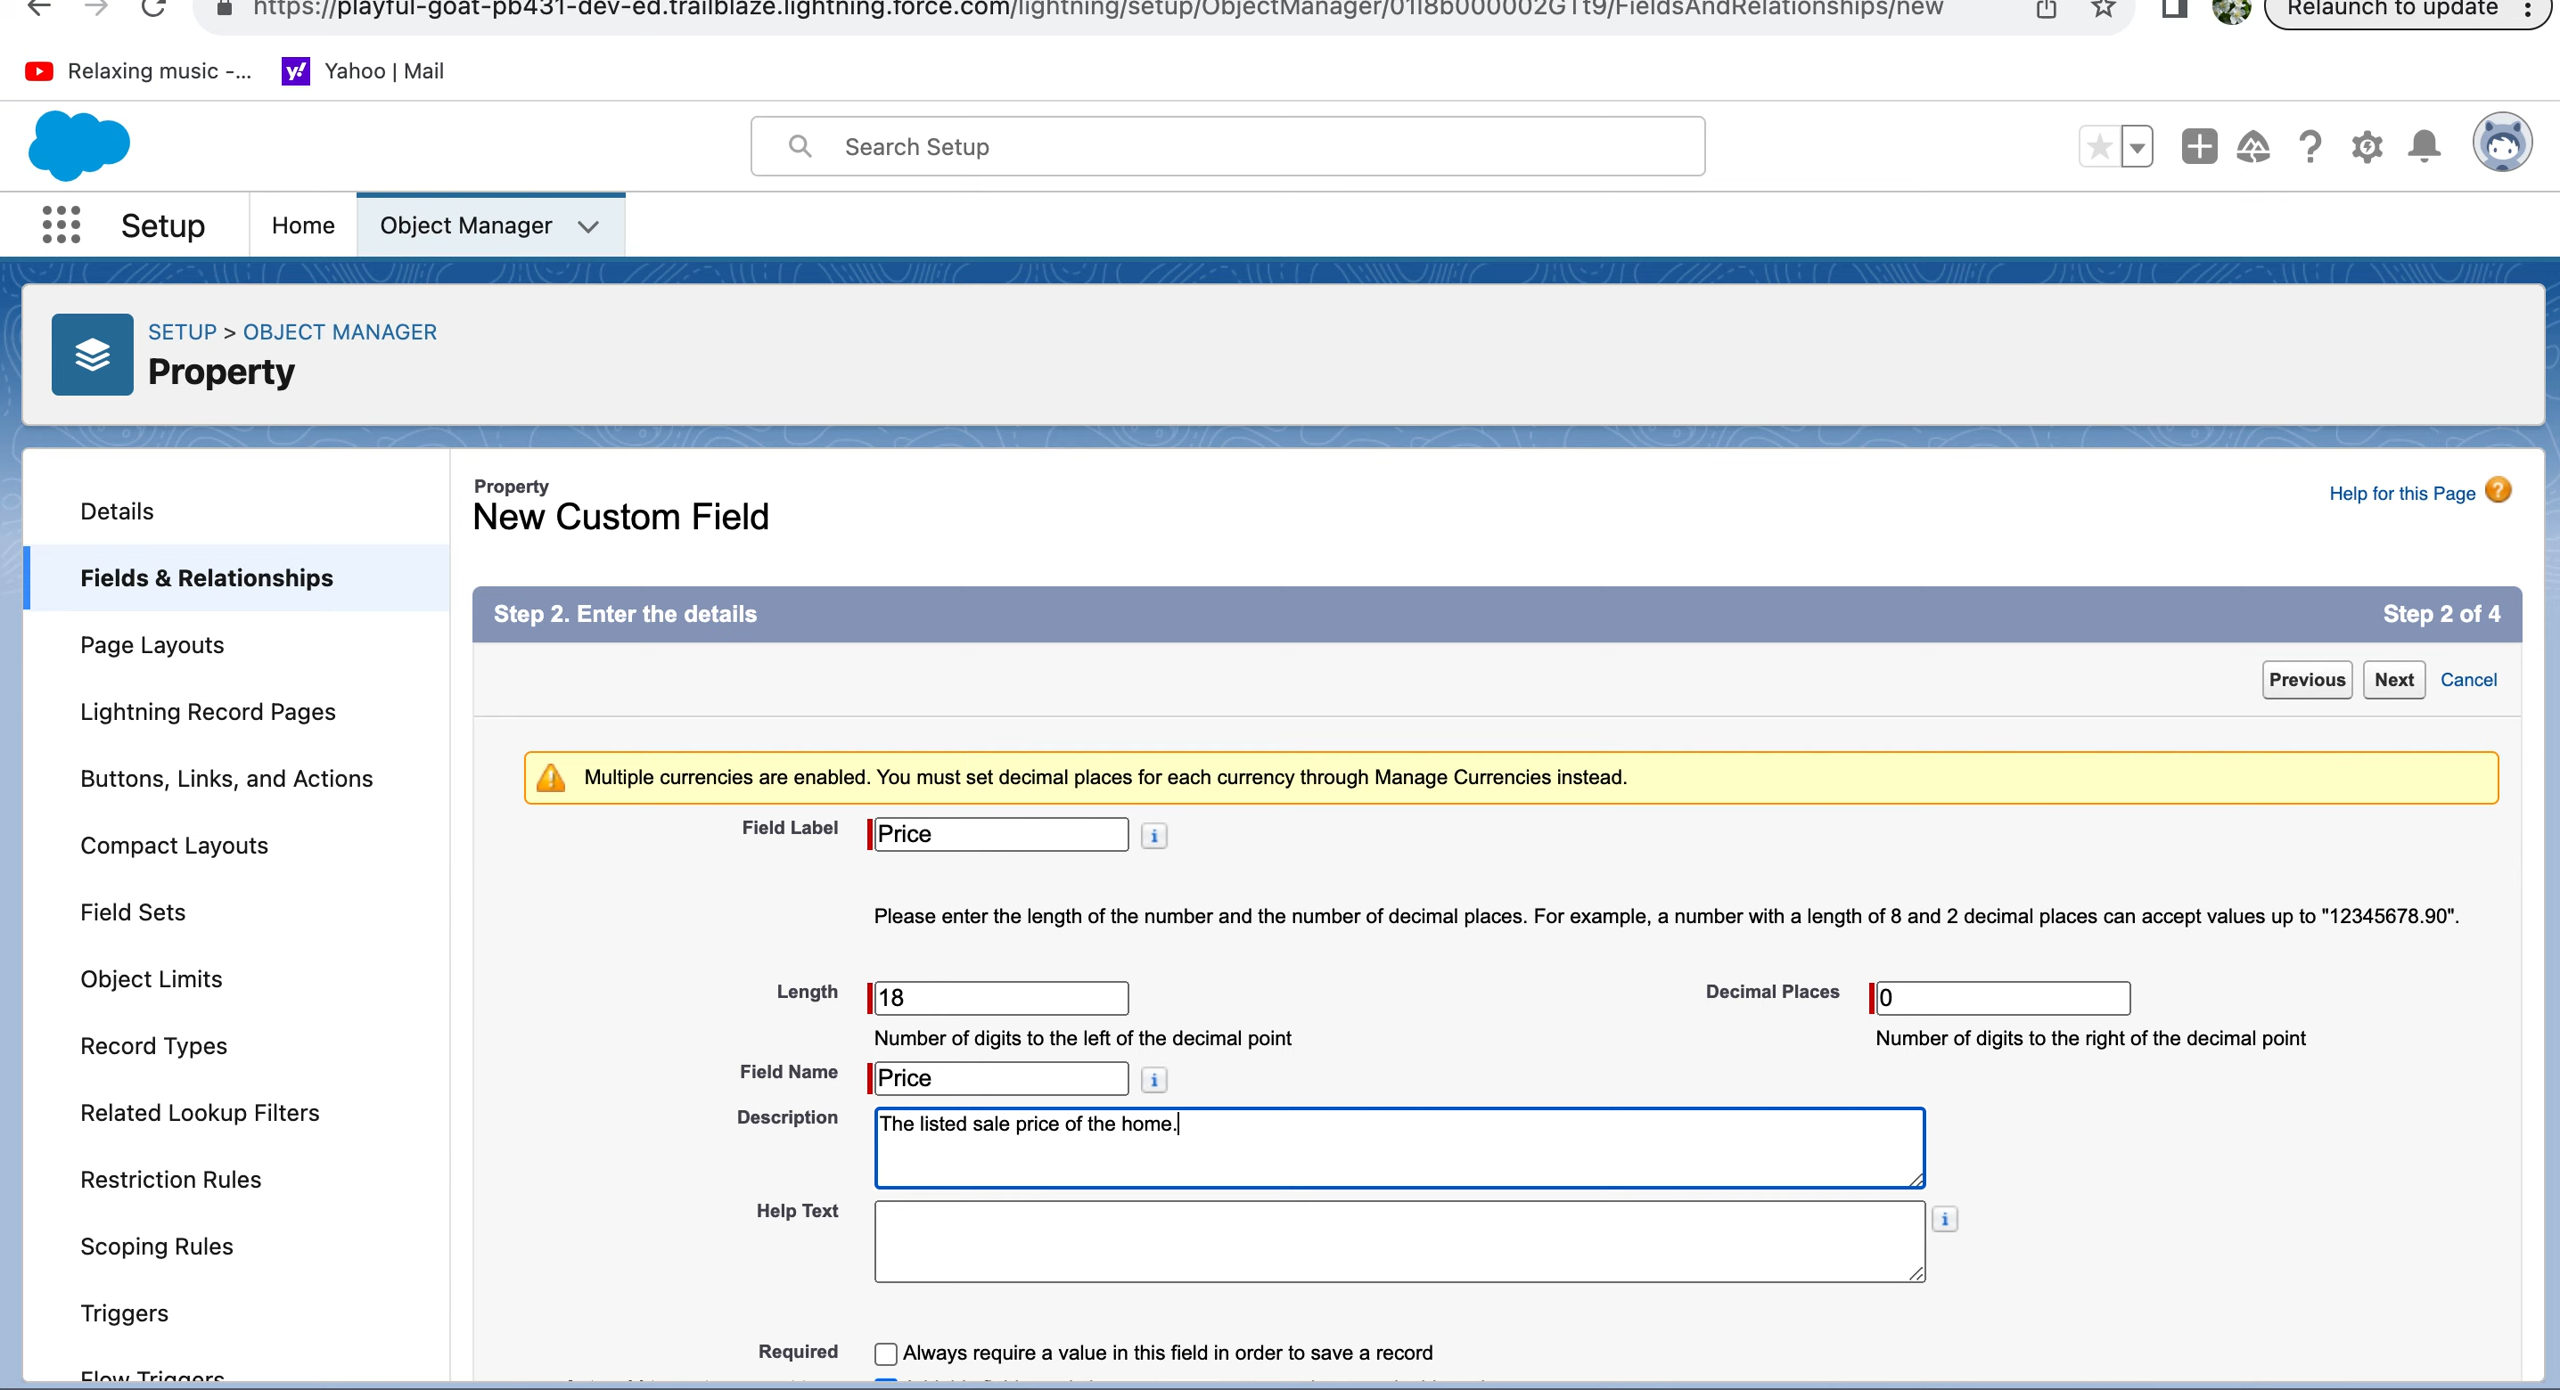 https://playful-goat-pb431-dev-ed.trailblaze.lightning.force.com/lightning/setup/ObjectManager/01I8b000002GTt9/FieldsAndRelationships/new
Relaunch to update
Relaxing music -...
Yahoo | Mail
Search Setup
Setup
Home
Object Manager
SETUP > OBJECT MANAGER
Property
Details
Fields & Relationships
Page Layouts
Lightning Record Pages
Buttons, Links, and Actions
Compact Layouts
Field Sets
Object Limits
Record Types
Related Lookup Filters
Restriction Rules
Scoping Rules
Triggers
Flow Triggers
Property
New Custom Field
Help for this Page
Step 2. Enter the details
Step 2 of 4
Previous
Next
Cancel
Multiple currencies are enabled. You must set decimal places for each currency through Manage Currencies instead.
Field Label
Price
Please enter the length of the number and the number of decimal places. For example, a number with a length of 8 and 2 decimal places can accept values up to "12345678.90".
Length
18
Decimal Places
0
Number of digits to the left of the decimal point
Number of digits to the right of the decimal point
Field Name
Price
Description
The listed sale price of the home.
Help Text
Required
Always require a value in this field in order to save a record